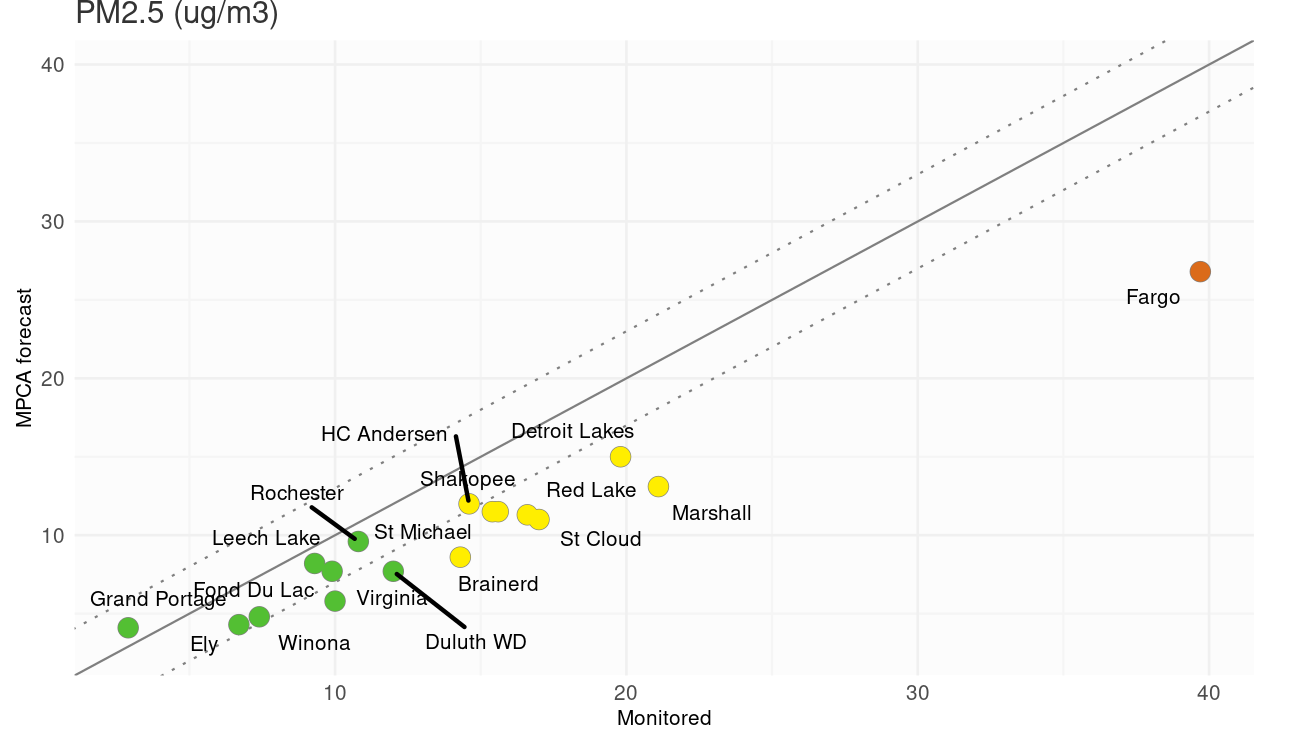 PM2.5 (ug/m3)
40
30
20
10
MPCA forecast
Fargo
HC Andersen
Detroit Lakes
Shakopee
Rochester
Red Lake
Marshall
Leech Lake
St Michael
St Cloud
Brainerd
Fond Du Lac
Grand Portage
Virginia
Ely
Winona
Duluth WD
10
20
30
40
Monitored